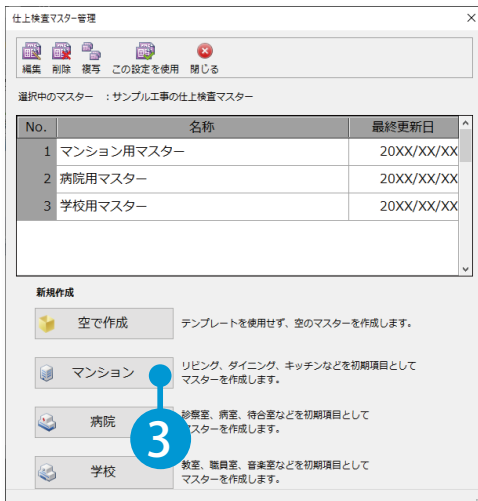 仕上検査マスター管理
編集 削除 複写 この設定を使用 閉じる
選択中のマスター ：サンプル工事の仕上検査マスター
No. 名称 最終更新日
1 マンション用マスター 20XX/XX/XX
2 病院用マスター 20XX/XX/XX
3 学校用マスター 20XX/XX/XX
新規作成
空で作成 テンプレートを使用せず、空のマスターを作成します。
マンション リビング、ダイニング、キッチンなどを初期項目として
マスターを作成します。
病院 診察室、病室、待合室などを初期項目として
マスターを作成します。
3
学校 教室、職員室、音楽室などを初期項目として
マスターを作成します。